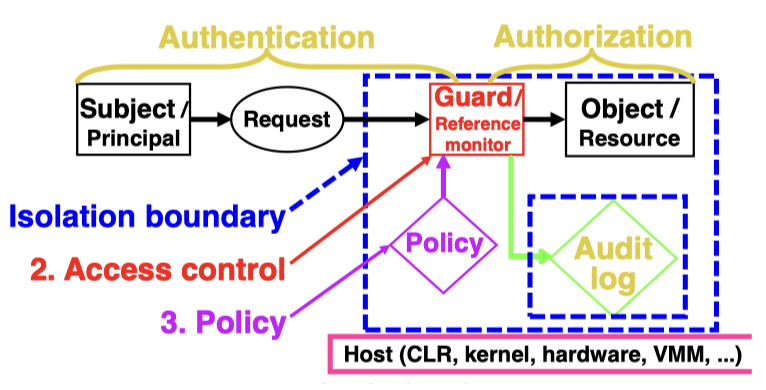 Authentication
Authorization
Subject /
Principal
Request
Guard/
Reference
monitor
Object /
Resource
Isolation boundary
2. Access control
3. Policy
Policy
Audit
log
Host (CLR, kernel, hardware, VMM, ...)